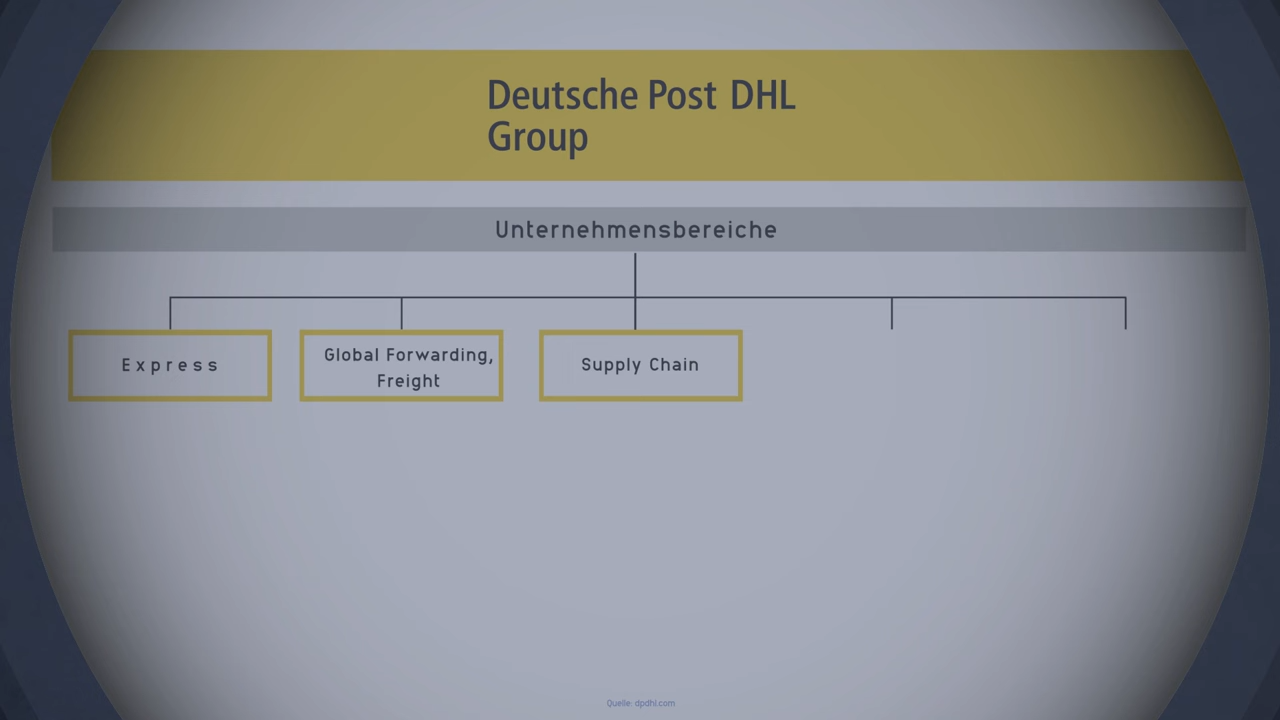 Deutsche Post DHL
Group
Unternehmensbereiche
Express
Global Forwarding,
Freight
Supply Chain
Quelle: dpdhl.com